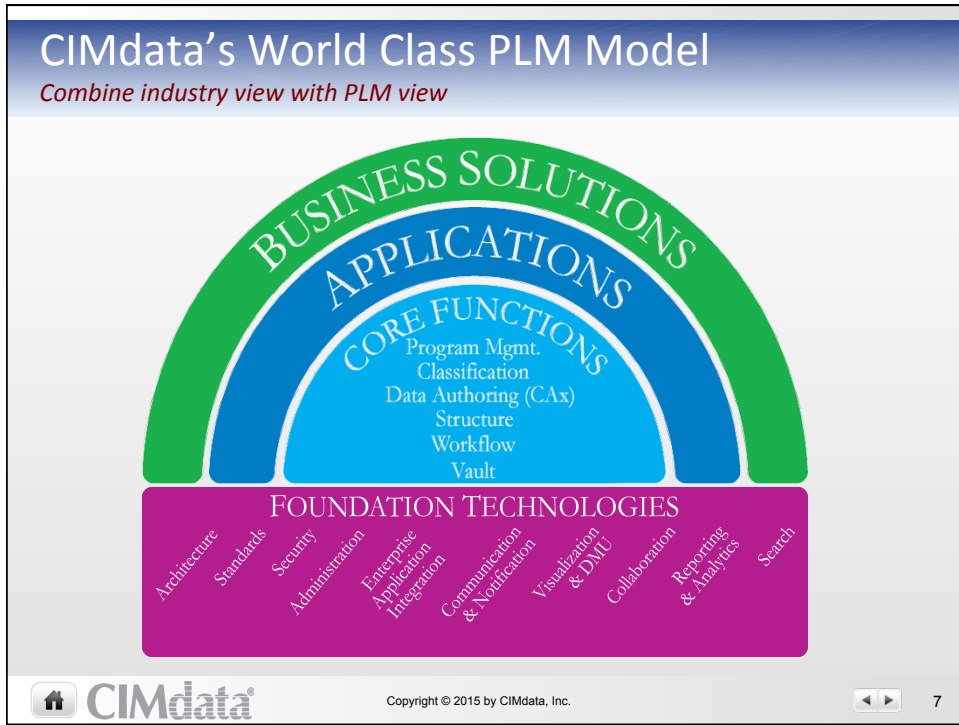 CIMdata's World Class PLM Model
Combine industry view with PLM view
BUSINESS SOLUTIONS
APPLICATIONS
CORE FUNCTIONS
Program Mgmt.
Classification
Data Authoring (CAx)
Structure
Workflow
Vault
FOUNDATION TECHNOLOGIES
Architecture
Standards
Security
Administration
Enterprise
Application
Integration
Communication
& Notification
Visualization
& DMU
Collaboration
Reporting
& Analytics
Search
CIMdata®
Copyright © 2015 by CIMdata, Inc.
7